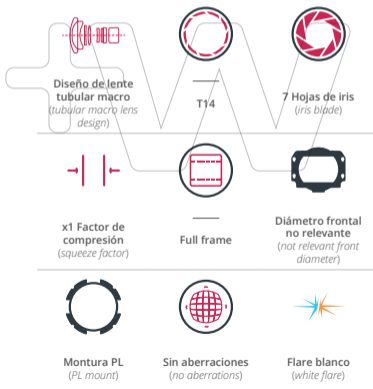 Diseño de lente
tubular macro
(tubular macro lens
design)
T14
7 Hojas de iris
(iris blade)
x1 Factor de
compresión
(squeeze factor)
Full frame
Diámetro frontal
no relevante
(not relevant front
diameter)
Montura PL
(PL mount)
Sin aberraciones
(no aberrations)
Flare blanco
(white flare)